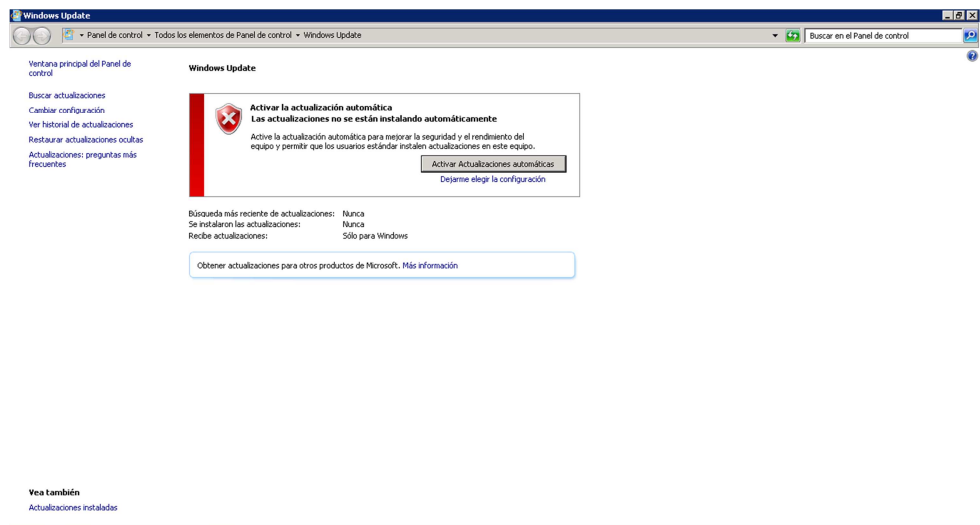 Windows Update
Panel de control Todos los elementos de Panel de control Windows Update
Buscar en el Panel de control
Ventana principal del Panel de
control
Buscar actualizaciones
Cambiar configuración
Ver historial de actualizaciones
Restaurar actualizaciones ocultas
Actualizaciones: preguntas más
frecuentes
Windows Update
Activar la actualización automática
Las actualizaciones no se están instalando automáticamente
Active la actualización automática para mejorar la seguridad y el rendimiento del
equipo y permitir que los usuarios estándar instalen actualizaciones en este equipo.
Activar Actualizaciones automáticas
Dejarme elegir la configuración
Búsqueda más reciente de actualizaciones: Nunca
Se instalaron las actualizaciones: Nunca
Recibe actualizaciones: Sólo para Windows
Obtener actualizaciones para otros productos de Microsoft. Más información
Vea también
Actualizaciones instaladas